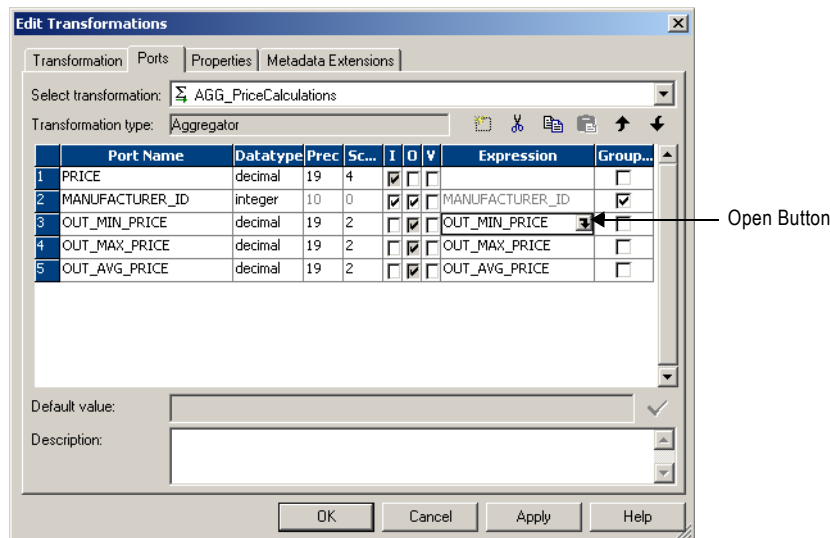 Edit Transformations
Transformation Ports Properties Metadata Extensions
Select transformation: AGG_PriceCalculations
Transformation type: Aggregator
Port Name Datatype Prec Sc... I O V Expression Group...
1 PRICE decimal 19 4
2 MANUFACTURER_ID integer 10 0 MANUFACTURER_ID
3 OUT_MIN_PRICE decimal 19 2 OUT_MIN_PRICE
Open Button
4 OUT_MAX_PRICE decimal 19 2 OUT_MAX_PRICE
5 OUT_AVG_PRICE decimal 19 2 OUT_AVG_PRICE
Default value:
Description:
OK Cancel Apply Help